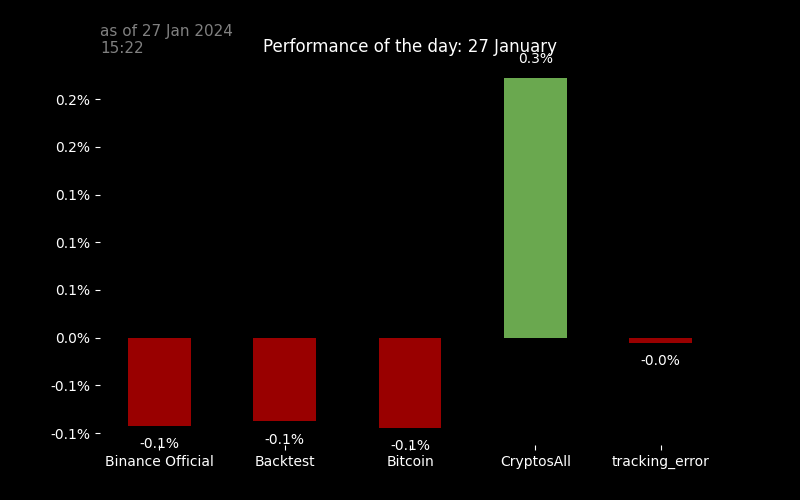 as of 27 Jan 2024
15:22
Performance of the day: 27 January
0.3%
0.2%
0.2%
0.1%
0.1%
0.1%
0.0%
-0.1%
-0.1%
-0.1%
-0.1%
-0.1%
-0.0%
Binance Official
Backtest
Bitcoin
CryptosAll
tracking_error